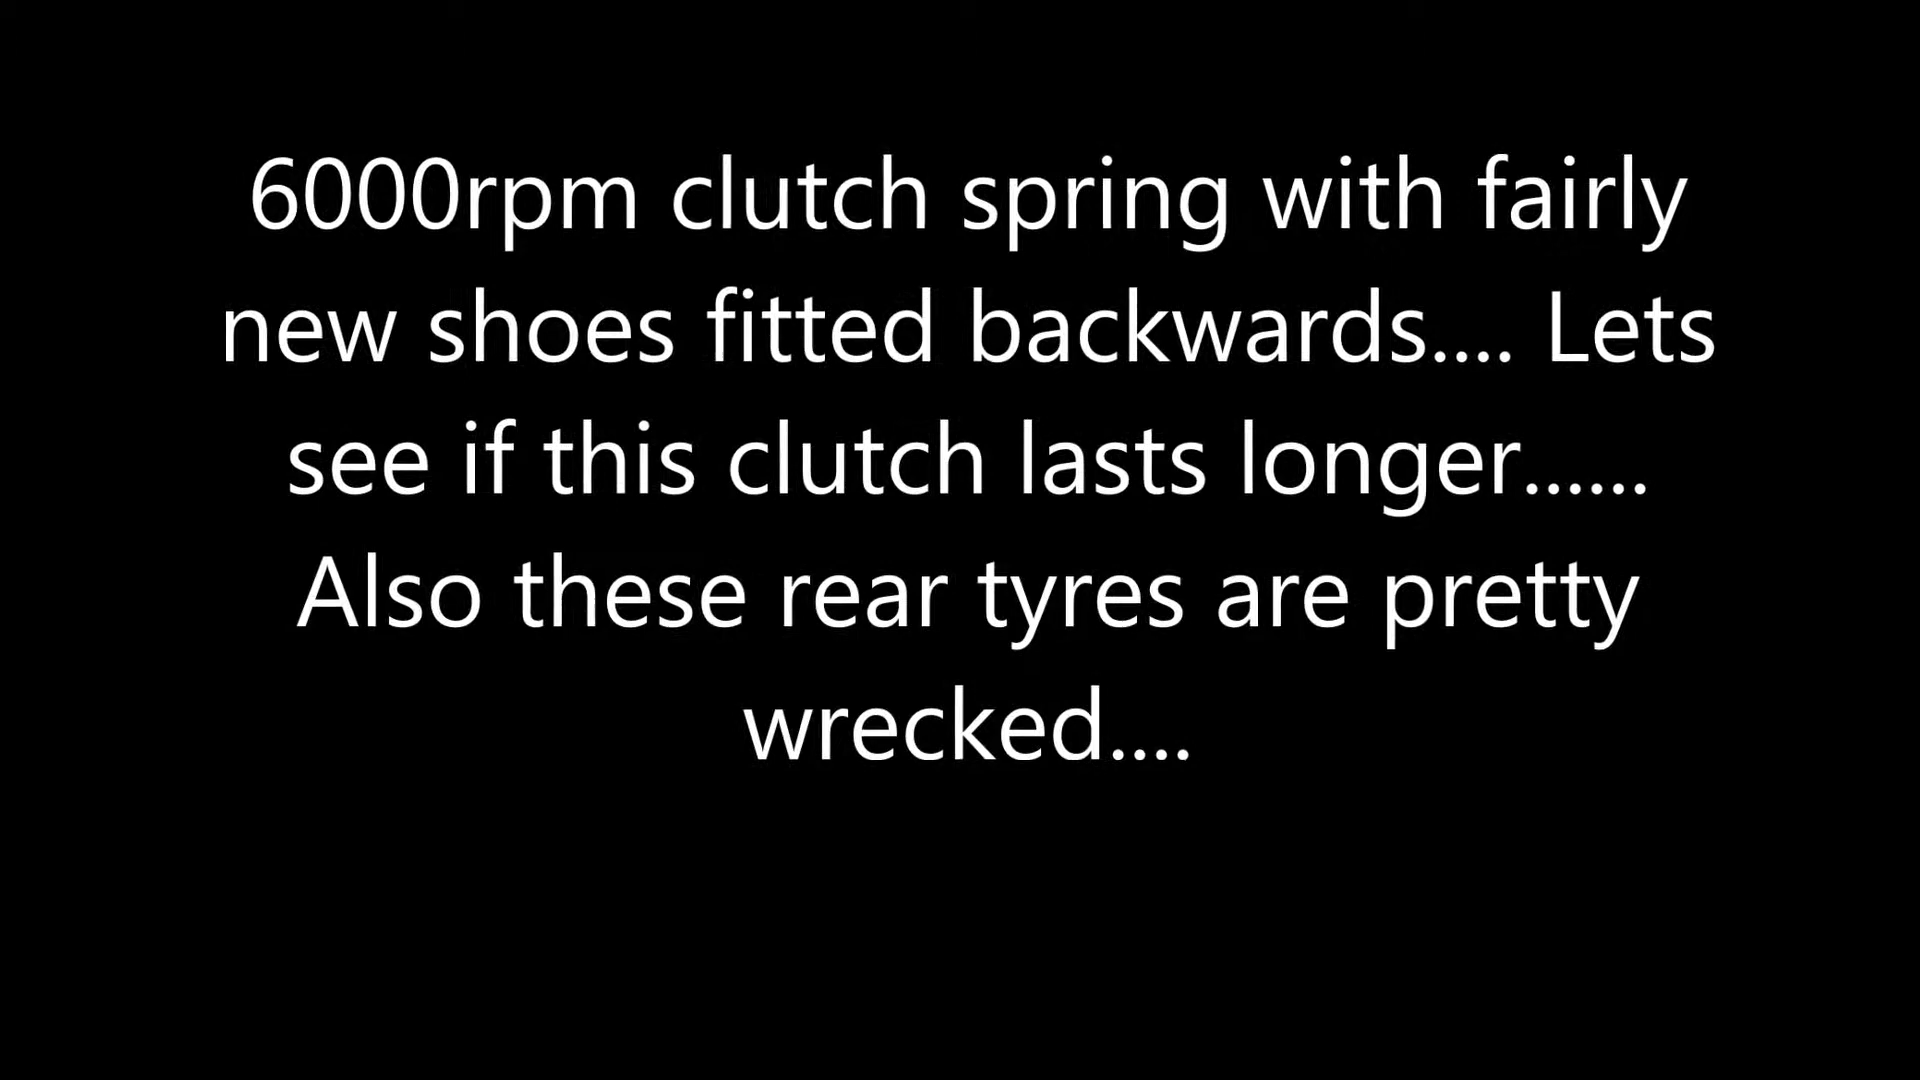 6000rpm clutch spring with fairly
new shoes fitted backwards.... Lets
see if this clutch lasts longer......
Also these rear tyres are pretty
wrecked....